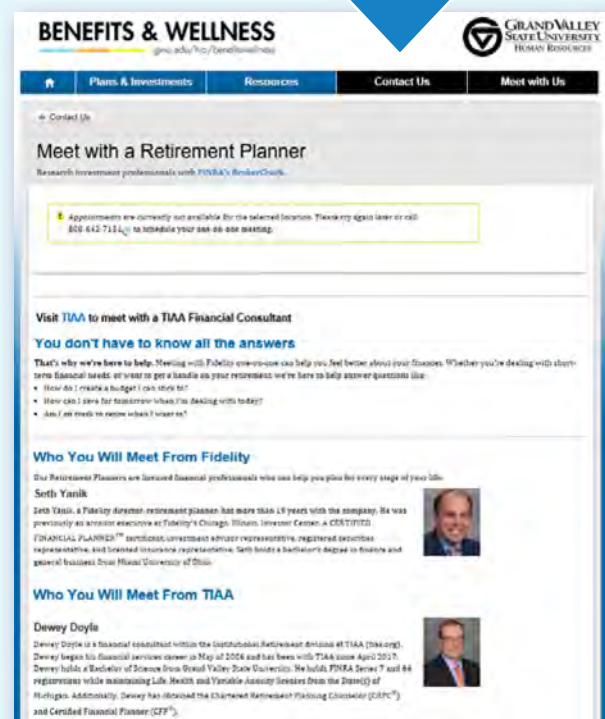 BENEFITS & WELLNESS
gvsu.edu/hro/benefitswellness
GRAND VALLEY
STATE UNIVERSITY
HUMAN RESOURCES
Plans & Investments
Resources
Contact Us
Meet with Us
Contact Us
Meet with a Retirement Planner
Research investment professionals with FINRA's BrokerCheck.
Appointments are currently not available for the selected location. Please try again later or call
800-642-7131 to schedule your one-on-one meeting.
Visit TIAA to meet with a TIAA Financial Consultant
You don't have to know all the answers
That's why we're here to help. Meeting with Fidelity one-on-one can help you feel better about your finances. Whether you're dealing with short-
term financial needs, or want to get a handle on your retirement, we're here to help answer questions like:
• How do I create a budget I can stick to?
• How can I save for tomorrow when I'm dealing with today?
• Am I on track to retire when I want to?
Who You Will Meet From Fidelity
Our Retirement Planners are licensed financial professionals who can help you plan for every stage of your life.
Seth Yanik
Seth Yanik, a Fidelity director, retirement planner, has more than 19 years with the company. He was
previously an account executive at Fidelity's Chicago, Illinois, Investor Center. A CERTIFIED
FINANCIAL PLANNER™ certificant, investment advisor representative, registered securities
representative, and licensed insurance representative, Seth holds a bachelor's degree in finance and
general business from Miami University of Ohio.
Who You Will Meet From TIAA
Dewey Doyle
Dewey Doyle is a financial consultant within the Institutional Retirement division at TIAA (tiaa.org).
Dewey began his financial services career in May of 2006 and has been with TIAA since April 2017.
Dewey holds a Bachelor of Science from Grand Valley State University. He holds FINRA Series 7 and 66
registrations while maintaining Life, Health and Variable Annuity licenses from the State(s) of
Michigan. Additionally, Dewey has obtained the Chartered Retirement Planning Counselor (CRPC®)
and Certified Financial Planner (CFP®).